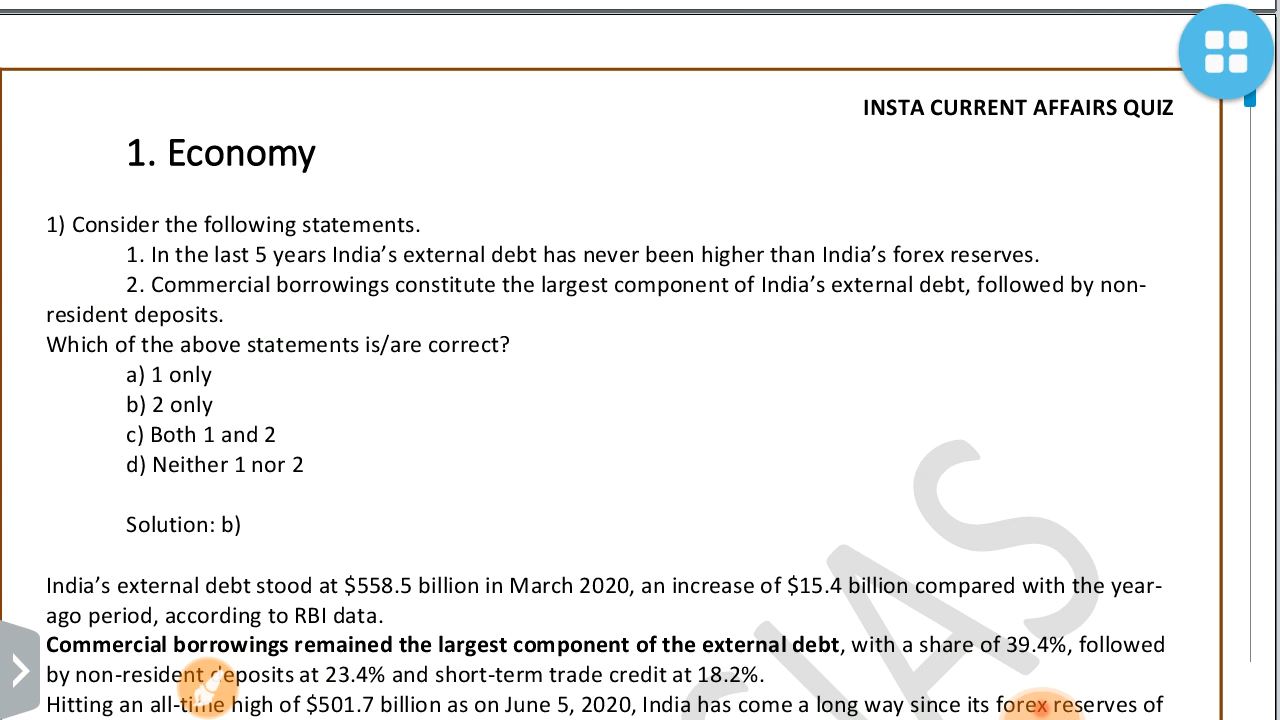 INSTA CURRENT AFFAIRS QUIZ
1. Economy
1) Consider the following statements.
1. In the last 5 years India’s external debt has never been higher than India’s forex reserves.
2. Commercial borrowings constitute the largest component of India’s external debt, followed by non-
resident deposits.
Which of the above statements is/are correct?
a) 1 only
b) 2 only
c) Both 1 and 2
d) Neither 1 nor 2
Solution: b)
India’s external debt stood at $558.5 billion in March 2020, an increase of $15.4 billion compared with the year-
ago period, according to RBI data.
Commercial borrowings remained the largest component of the external debt, with a share of 39.4%, followed
by non-resident deposits at 23.4% and short-term trade credit at 18.2%.
Hitting an all-time high of $501.7 billion as on June 5, 2020, India has come a long way since its forex reserves of